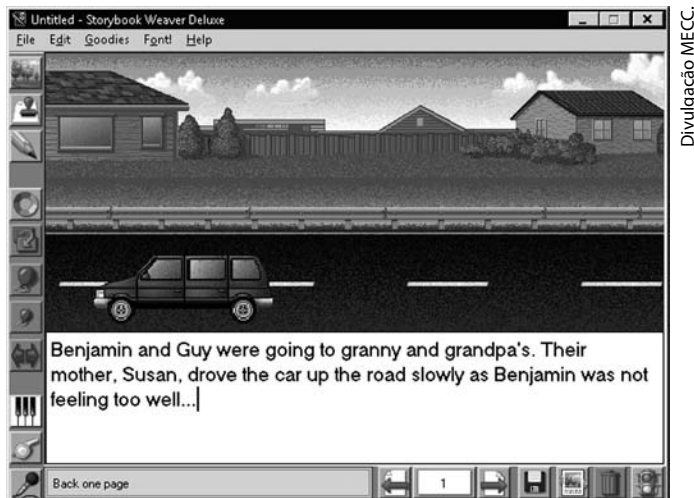 Untitled - Storybook Weaver Deluxe
File Edit Goodies Font! Help
Benjamin and Guy were going to granny and grandpa's. Their
mother, Susan, drove the car up the road slowly as Benjamin was not
feeling too well...
Back one page
1
Divulgação MECC.